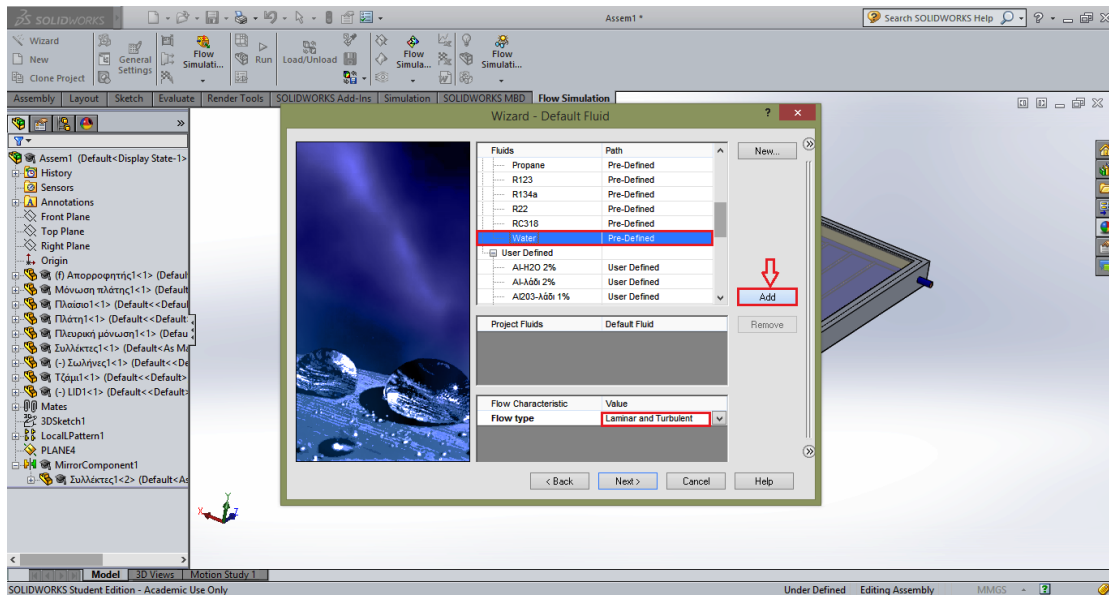 SOLIDWORKS
Assem1 *
Search SOLIDWORKS Help
Wizard
New
Clone Project
General Settings
Flow Simulati...
Run
Load/Unload
Flow Simula...
Flow Simulati...
Assembly Layout Sketch Evaluate Render Tools SOLIDWORKS Add-Ins Simulation SOLIDWORKS MBD Flow Simulation
Assem1 (Default<Display State-1>
History
Sensors
Annotations
Front Plane
Top Plane
Right Plane
Origin
(f) Απορροφητής1<1> (Defaul
Μόνωση πλάτης1<1> (Default
Πλαίσιο1<1> (Default<<Defaul
Πλάτη1<1> (Default<<Default
Πλευρική μόνωση1<1> (Defau
Συλλέκτες1<1> (Default<As Ma
(-) Σωλήνες1<1> (Default<<De
Τζάμι1<1> (Default<<Default>
(-) LID1<1> (Default<<Default>
Mates
3DSketch1
LocalLPattern1
PLANE4
MirrorComponent1
Συλλέκτες1<2> (Default<As
Wizard - Default Fluid
Fluids Path
Propane Pre-Defined
R123 Pre-Defined
R134a Pre-Defined
R22 Pre-Defined
RC318 Pre-Defined
Water Pre-Defined
User Defined
Al-H2O 2% User Defined
Al-λάδι 2% User Defined
Al203-λάδι 1% User Defined
New...
Add
Project Fluids Default Fluid
Remove
Flow Characteristic Value
Flow type Laminar and Turbulent
< Back Next > Cancel Help
Y
X
Z
Model 3D Views Motion Study 1
SOLIDWORKS Student Edition - Academic Use Only
Under Defined Editing Assembly MMGS